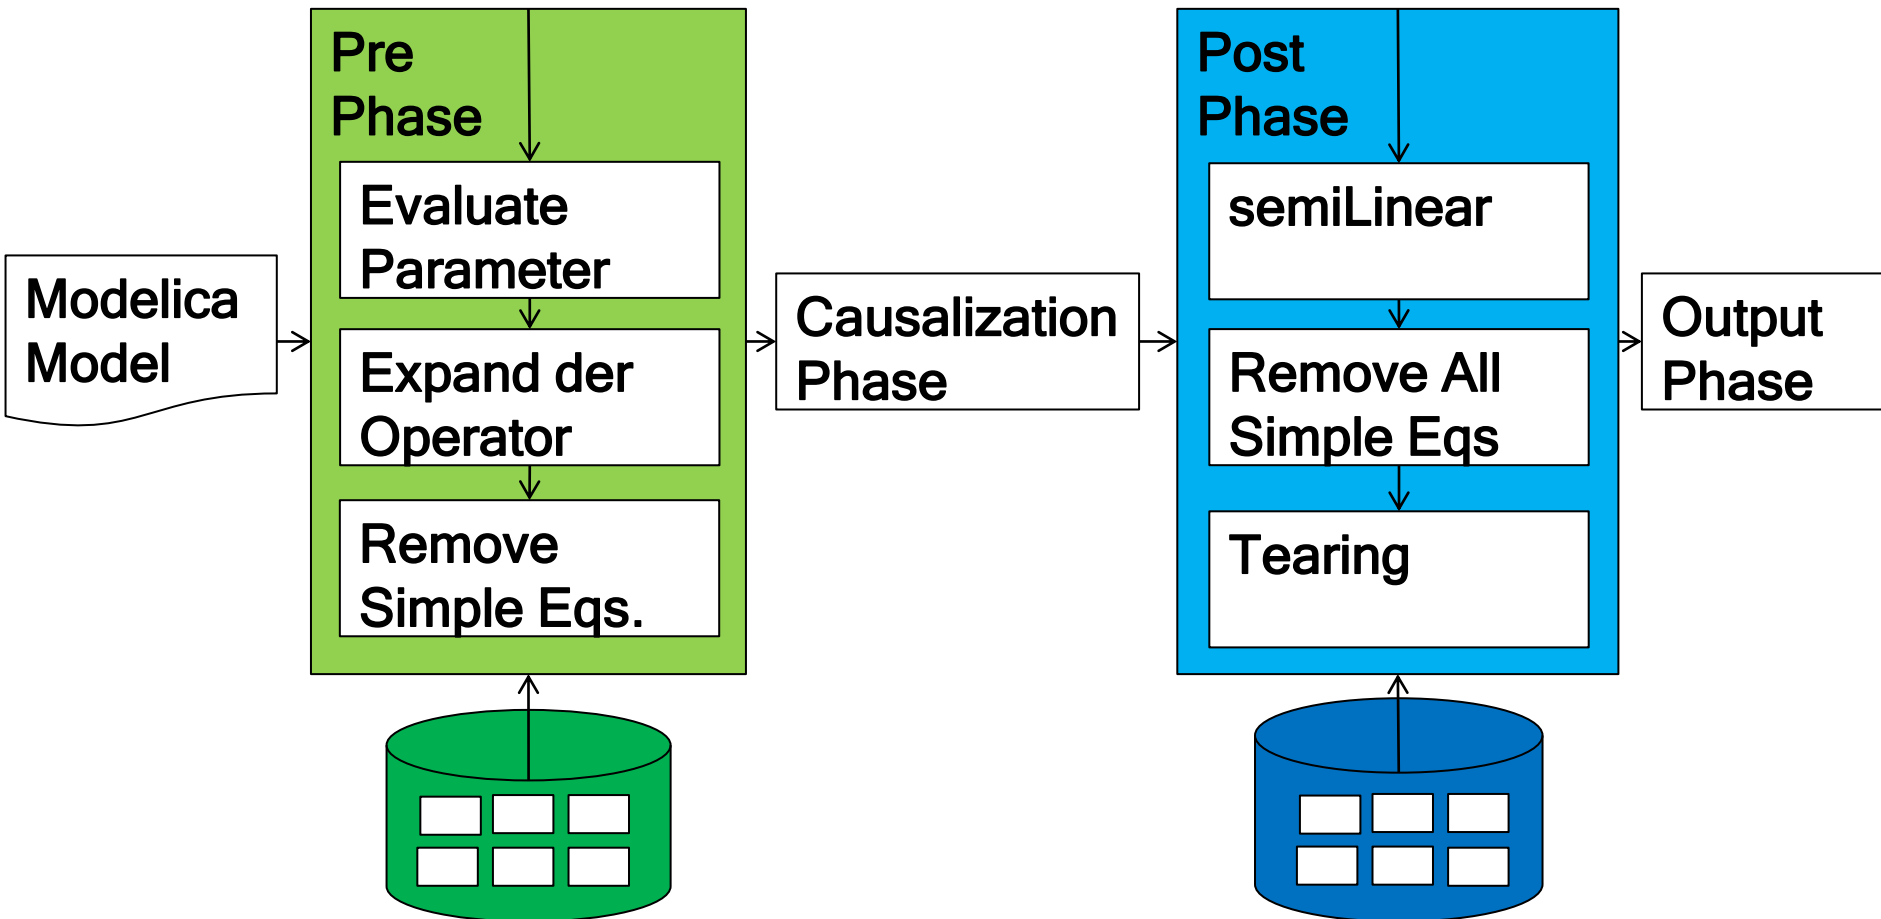 Modelica
Model
Pre
Phase
Evaluate
Parameter
Expand der
Operator
Remove
Simple Eqs.
Causalization
Phase
Post
Phase
semiLinear
Remove All
Simple Eqs
Tearing
Output
Phase